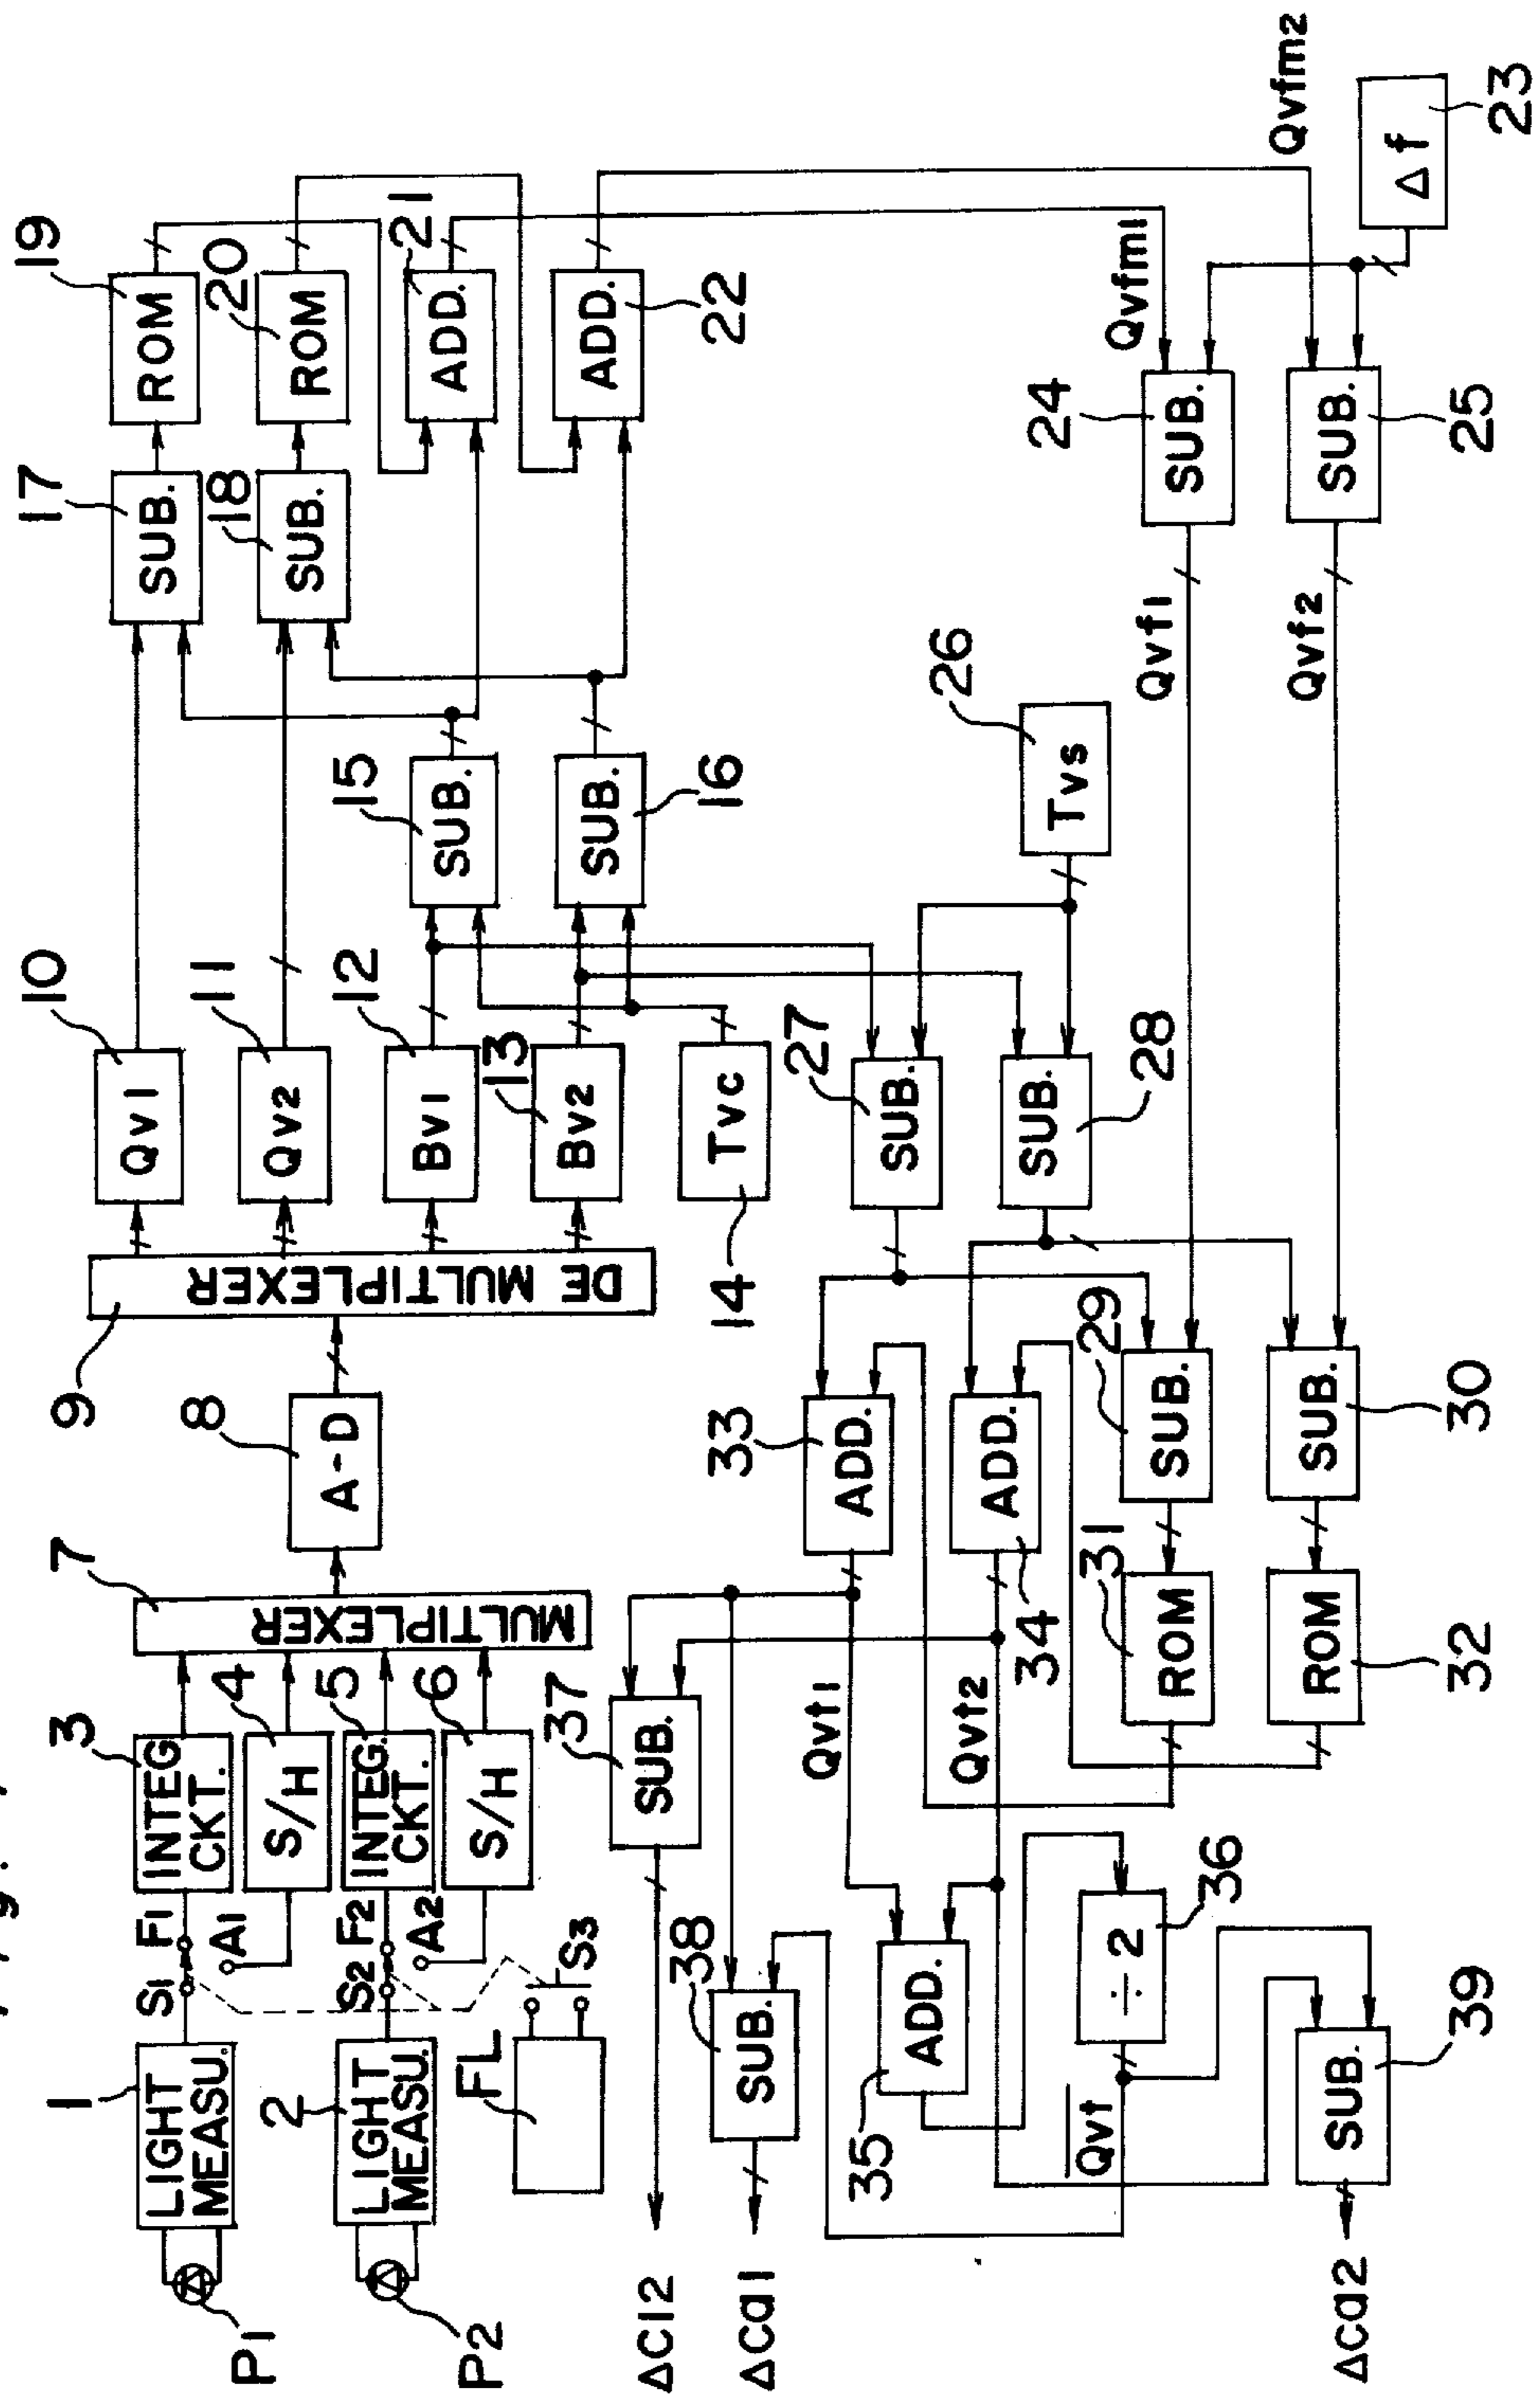 P1
1
LIGHT
MEASU.
S1
F1
A1
3
INTEG
CKT.
4
S/H
P2
2
LIGHT
MEASU.
S2
F2
A2
5
INTEG.
CKT.
6
S/H
FL
S3
7
MULTIPLEXER
8
A-D
9
DE MULTIPLEXER
10
Qv1
11
Qv2
12
Bv1
13
Bv2
14
Tvc
15
SUB.
16
SUB.
17
SUB.
18
SUB.
19
ROM
20
ROM
21
ADD.
22
ADD.
Qvfm1
Qvfm2
23
Δf
24
SUB.
25
SUB.
Qvf1
Qvf2
26
Tvs
27
SUB.
28
SUB.
29
SUB.
30
SUB.
31
ROM
32
ROM
33
ADD.
34
ADD.
Qvt1
Qvt2
35
ADD.
36
÷2
Qvt
37
SUB.
ΔC12
38
SUB.
ΔCa1
39
SUB.
ΔCa2